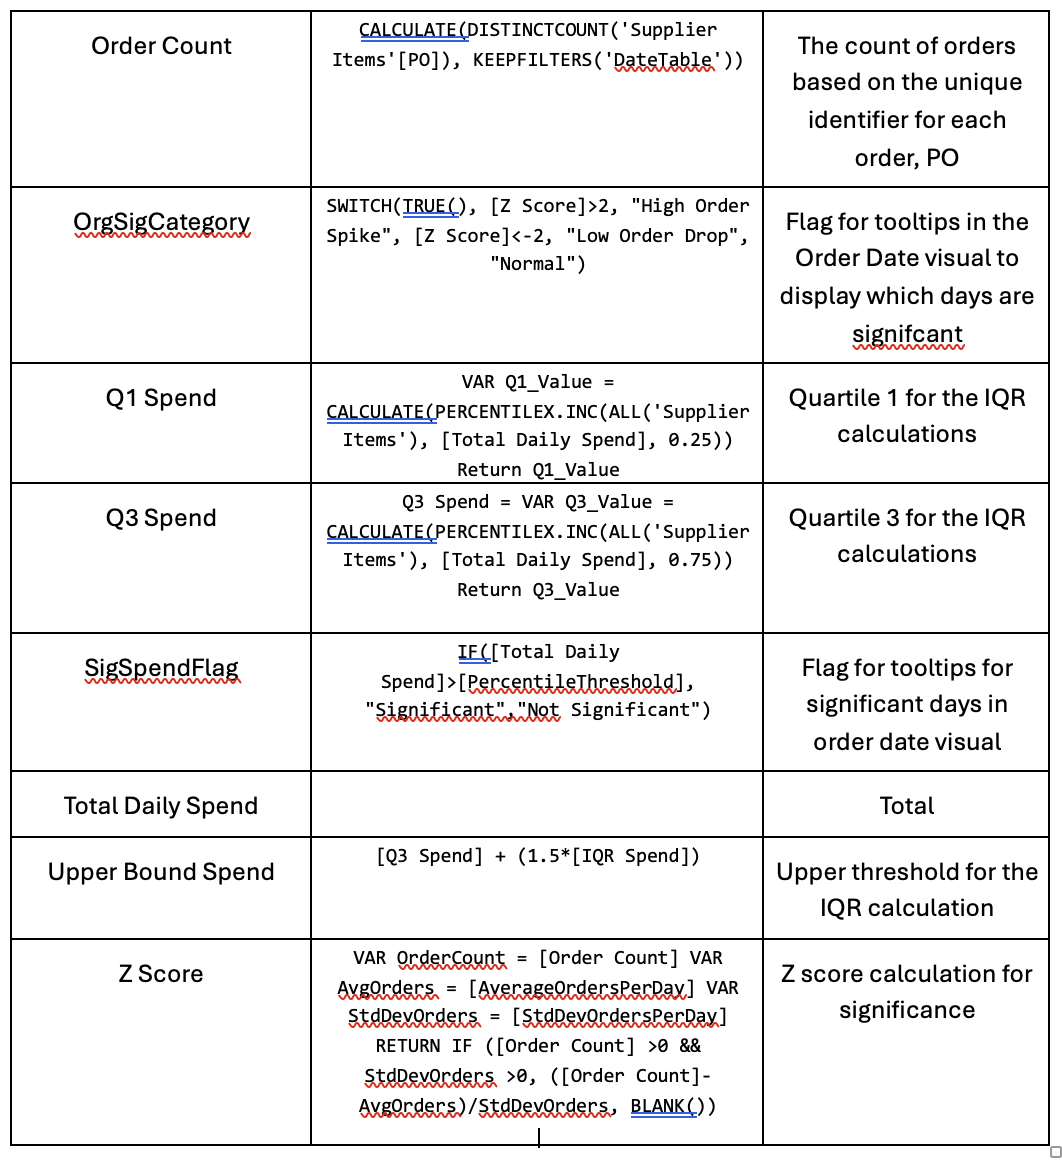 Order Count
CALCULATE(DISTINCTCOUNT('Supplier
Items'[PO]), KEEPFILTERS('DateTable'))
The count of orders
based on the unique
identifier for each
order, PO
OrgSigCategory
SWITCH(TRUE(), [Z Score]>2, "High Order
Spike", [Z Score]<-2, "Low Order Drop",
"Normal")
Flag for tooltips in the
Order Date visual to
display which days are
signifcant
Q1 Spend
VAR Q1_Value =
CALCULATE(PERCENTILEX.INC(ALL('Supplier
Items'), [Total Daily Spend], 0.25))
Return Q1_Value
Quartile 1 for the IQR
calculations
Q3 Spend
Q3 Spend = VAR Q3_Value =
CALCULATE(PERCENTILEX.INC(ALL('Supplier
Items'), [Total Daily Spend], 0.75))
Return Q3_Value
Quartile 3 for the IQR
calculations
SigSpendFlag
IF([Total Daily
Spend]>[PercentileThreshold],
"Significant","Not Significant")
Flag for tooltips for
significant days in
order date visual
Total Daily Spend
Total
Upper Bound Spend
[Q3 Spend] + (1.5*[IQR Spend])
Upper threshold for the
IQR calculation
Z Score
VAR OrderCount = [Order Count] VAR
AvgOrders = [AverageOrdersPerDay] VAR
StdDevOrders = [StdDevOrdersPerDay]
RETURN IF ([Order Count] >0 &&
StdDevOrders >0, ([Order Count]-
AvgOrders)/StdDevOrders, BLANK())
Z score calculation for
significance